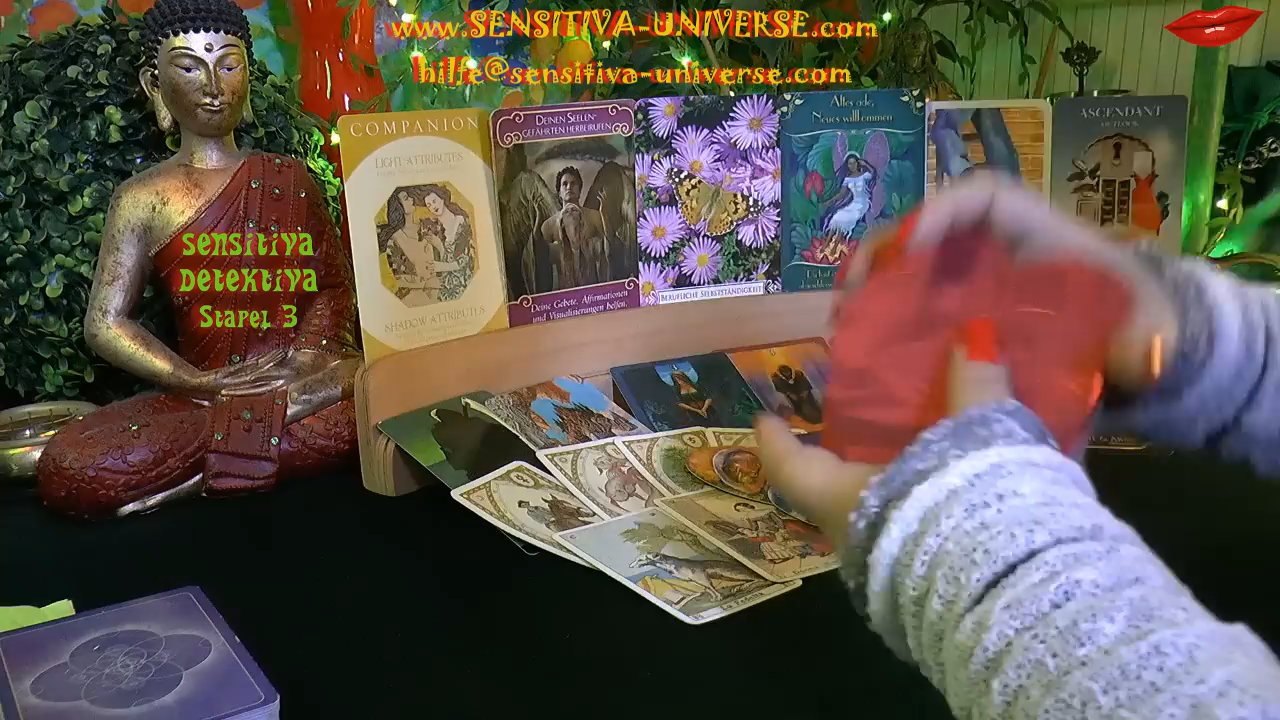 www.SENSITIVA-UNIVERSE.com
hilfe@sensitiva-universe.com
COMPANION
LIGHT ATTRIBUTES
SHADOW ATTRIBUTES
DEINEN SEELEN-
GEFÄHRTEN HERBEIRUFEN
Deine Gebete, Affirmationen
und Visualisierungen helfen.
BERUFLICHE SELBSTSTÄNDIGKEIT
Altes ade,
Neues willkommen
ASCENDANT
Sensitiva
Detektiva
Stapel 3